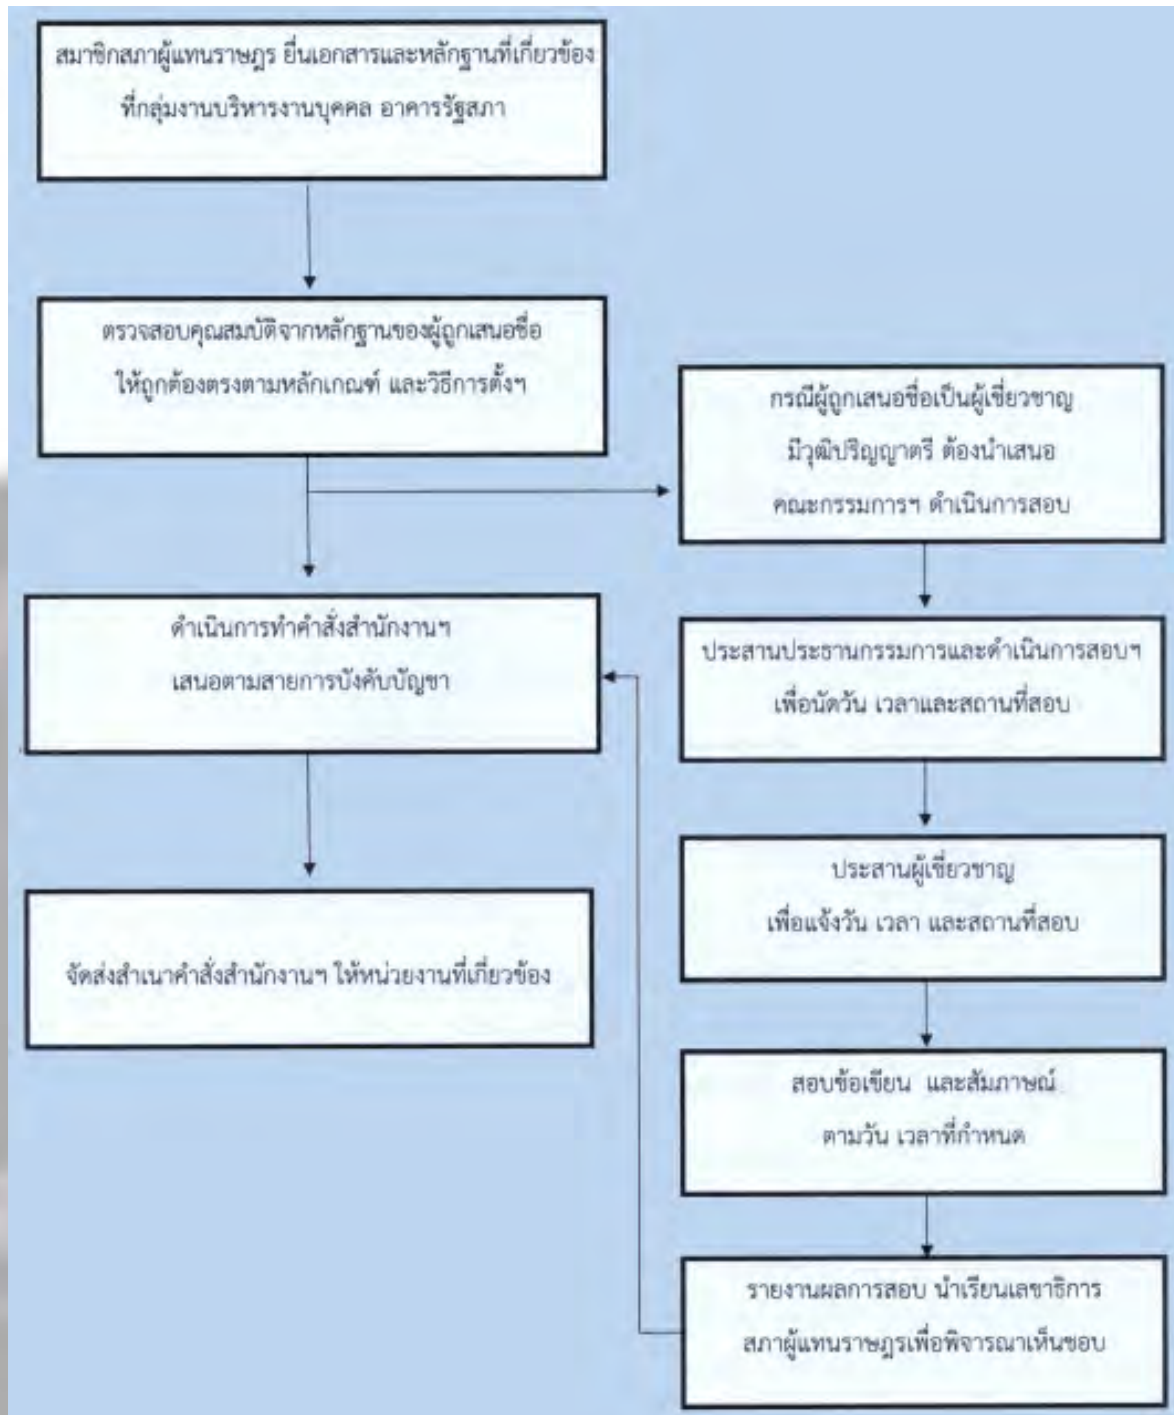 สมาชิกสภาผู้แทนราษฎร ยื่นเอกสารและหลักฐานที่เกี่ยวข้อง
ที่กลุ่มงานบริหารงานบุคคล อาคารรัฐสภา
ตรวจสอบคุณสมบัติจากหลักฐานของผู้ถูกเสนอชื่อ
ให้ถูกต้องตรงตามหลักเกณฑ์ และวิธีการตั้งฯ
ดำเนินการทำคำสั่งสำนักงานฯ
เสนอตามสายการบังคับบัญชา
จัดส่งสำเนาคำสั่งสำนักงานฯ ให้หน่วยงานที่เกี่ยวข้อง
กรณีผู้ถูกเสนอชื่อเป็นผู้เชี่ยวชาญ
มีวุฒิปริญญาตรี ต้องนำเสนอ
คณะกรรมการฯ ดำเนินการสอบ
ประสานประธานกรรมการและดำเนินการสอบฯ
เพื่อนัดวัน เวลาและสถานที่สอบ
ประสานผู้เชี่ยวชาญ
เพื่อแจ้งวัน เวลา และสถานที่สอบ
สอบข้อเขียน และสัมภาษณ์
ตามวัน เวลาที่กำหนด
รายงานผลการสอบ นำเรียนเลขาธิการ
สภาผู้แทนราษฎรเพื่อพิจารณาเห็นชอบ